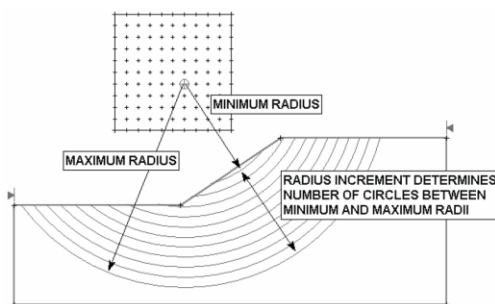 MINIMUM RADIUS
MAXIMUM RADIUS
RADIUS INCREMENT DETERMINES
NUMBER OF CIRCLES BETWEEN
MINIMUM AND MAXIMUM RADII